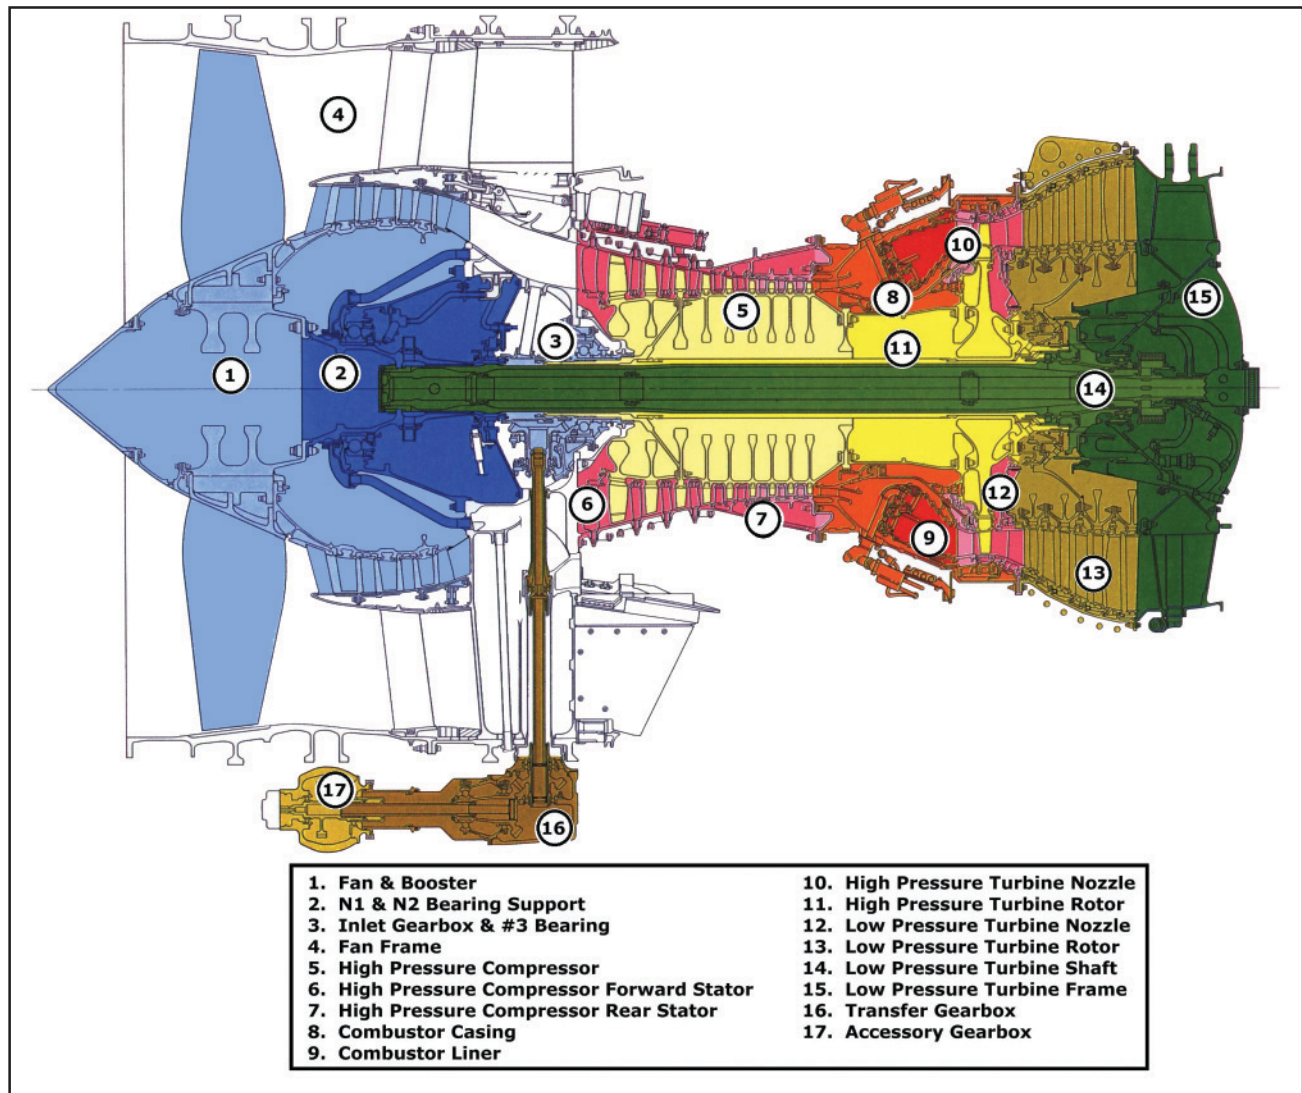 4
10
5
8
15
3
11
1
2
14
6
12
7
9
13
17
16
1. Fan & Booster
2. N1 & N2 Bearing Support
3. Inlet Gearbox & #3 Bearing
4. Fan Frame
5. High Pressure Compressor
6. High Pressure Compressor Forward Stator
7. High Pressure Compressor Rear Stator
8. Combustor Casing
9. Combustor Liner
10. High Pressure Turbine Nozzle
11. High Pressure Turbine Rotor
12. Low Pressure Turbine Nozzle
13. Low Pressure Turbine Rotor
14. Low Pressure Turbine Shaft
15. Low Pressure Turbine Frame
16. Transfer Gearbox
17. Accessory Gearbox